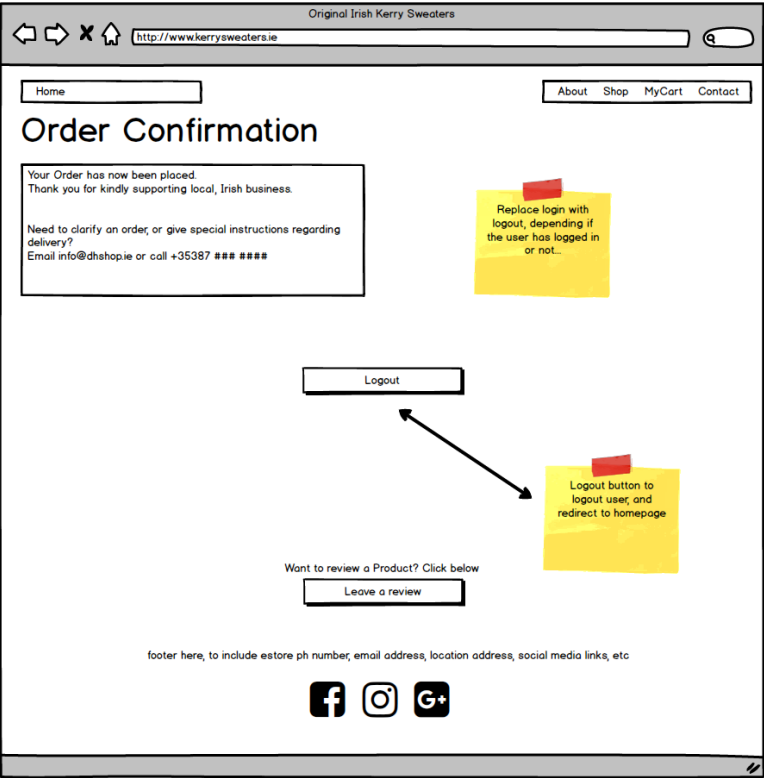 Original Irish Kerry Sweaters
http://www.kerrysweaters.ie
Home
About Shop MyCart Contact
Order Confirmation
Your Order has now been placed.
Thank you for kindly supporting local, Irish business.
Need to clarify an order, or give special instructions regarding
delivery?
Email info@dhshop.ie or call +35387 ### ####
Replace login with
logout, depending if
the user has logged in
or not...
Logout
Logout button to
logout user, and
redirect to homepage
Want to review a Product? Click below
Leave a review
footer here, to include estore ph number, email address, location address, social media links, etc
f
G+